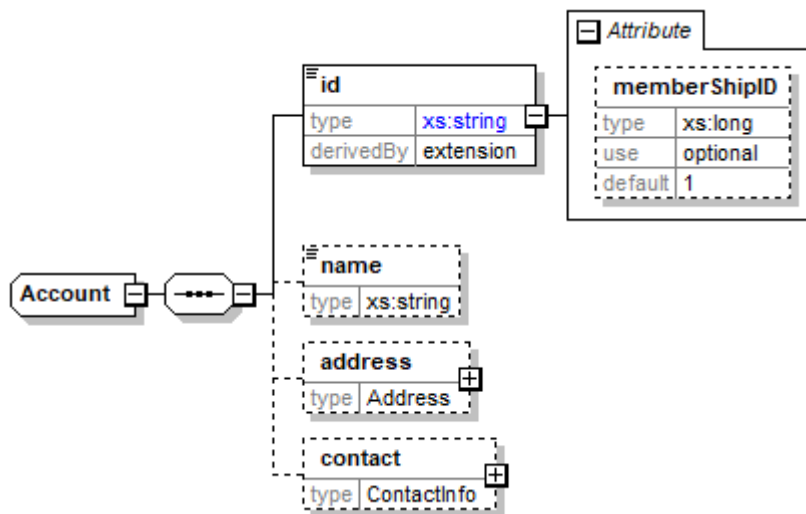 Attribute
id
type xs:string
derivedBy extension
memberShipID
type xs:long
use optional
default 1
Account
name
type xs:string
address
type Address
contact
type ContactInfo